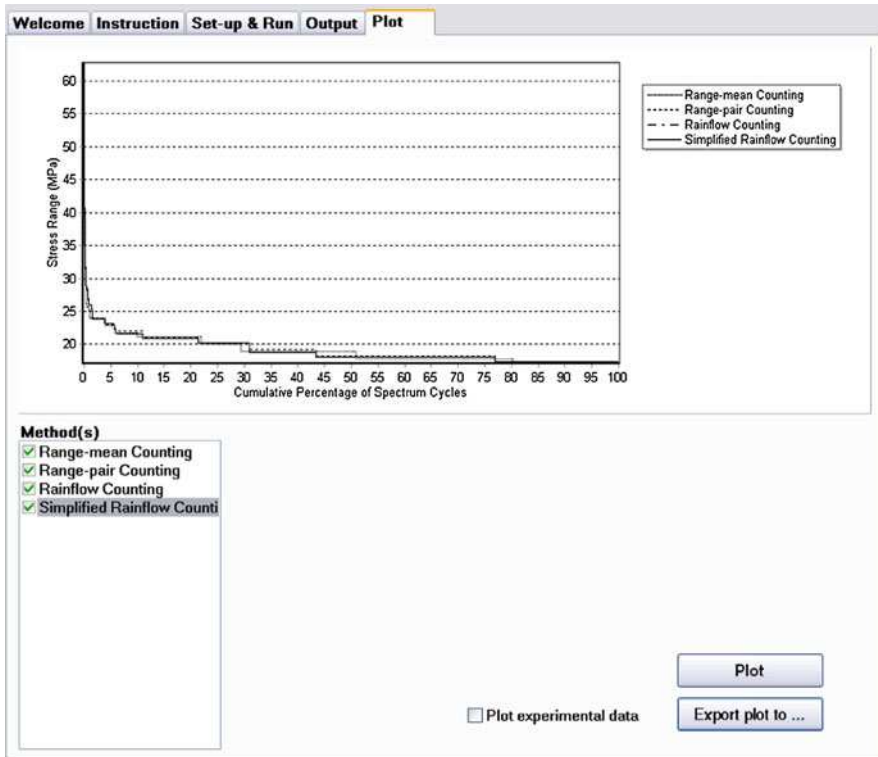 Welcome Instruction Set-up & Run Output Plot
60
55
50
45
40
35
30
25
20
Stress Range (MPa)
0 5 10 15 20 25 30 35 40 45 50 55 60 65 70 75 80 85 90 95 100
Cumulative Percentage of Spectrum Cycles
Range-mean Counting
Range-pair Counting
Rainflow Counting
Simplified Rainflow Counting
Method(s)
Range-mean Counting
Range-pair Counting
Rainflow Counting
Simplified Rainflow Counti
Plot
Plot experimental data
Export plot to ...